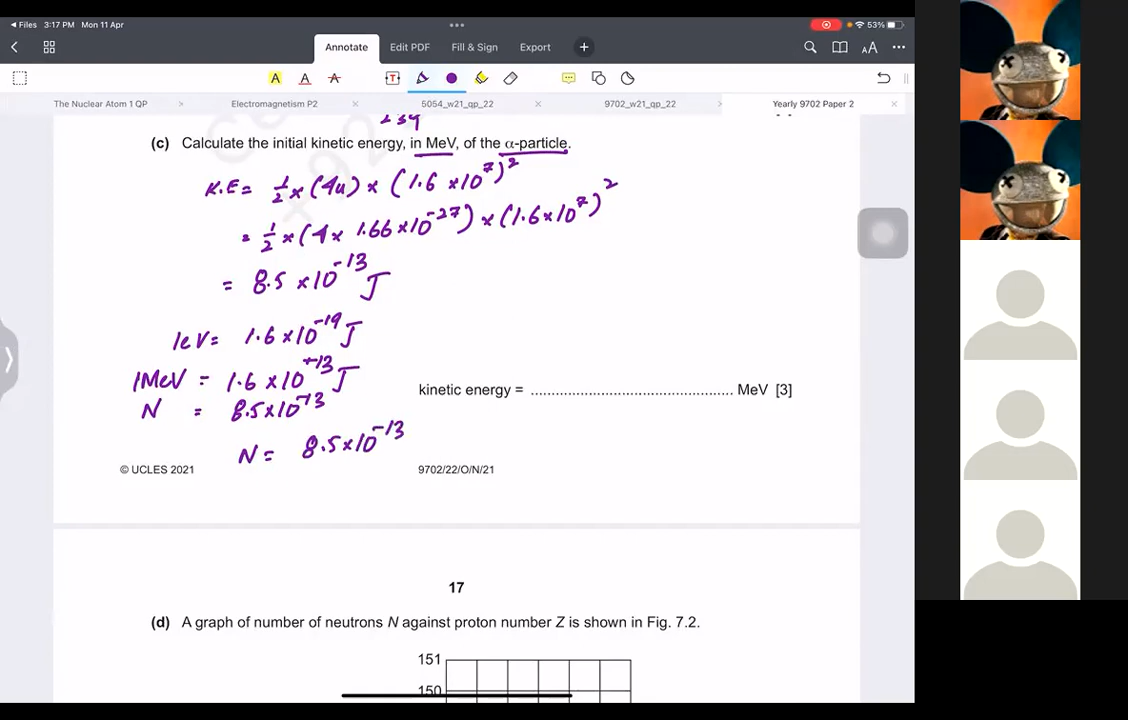 Files 3:17 PM Mon 11 Apr
53%
Annotate Edit PDF Fill & Sign Export
The Nuclear Atom 1 QP Electromagnetism P2 5054_w21_qp_22 9702_w21_qp_22 Yearly 9702 Paper 2
234
(c) Calculate the initial kinetic energy, in MeV, of the α-particle.
K.E = 1/2 × (4u) × (1.6 × 10⁷)²
= 1/2 × (4 × 1.66 × 10⁻²⁷) × (1.6 × 10⁷)²
= 8.5 × 10⁻¹³ J
1eV = 1.6 × 10⁻¹⁹ J
1MeV = 1.6 × 10⁻¹³ J
kinetic energy = ................................................ MeV [3]
N = 8.5 × 10⁻¹³
N = 8.5 × 10⁻¹³
© UCLES 2021 9702/22/O/N/21
17
(d) A graph of number of neutrons N against proton number Z is shown in Fig. 7.2.
151
150